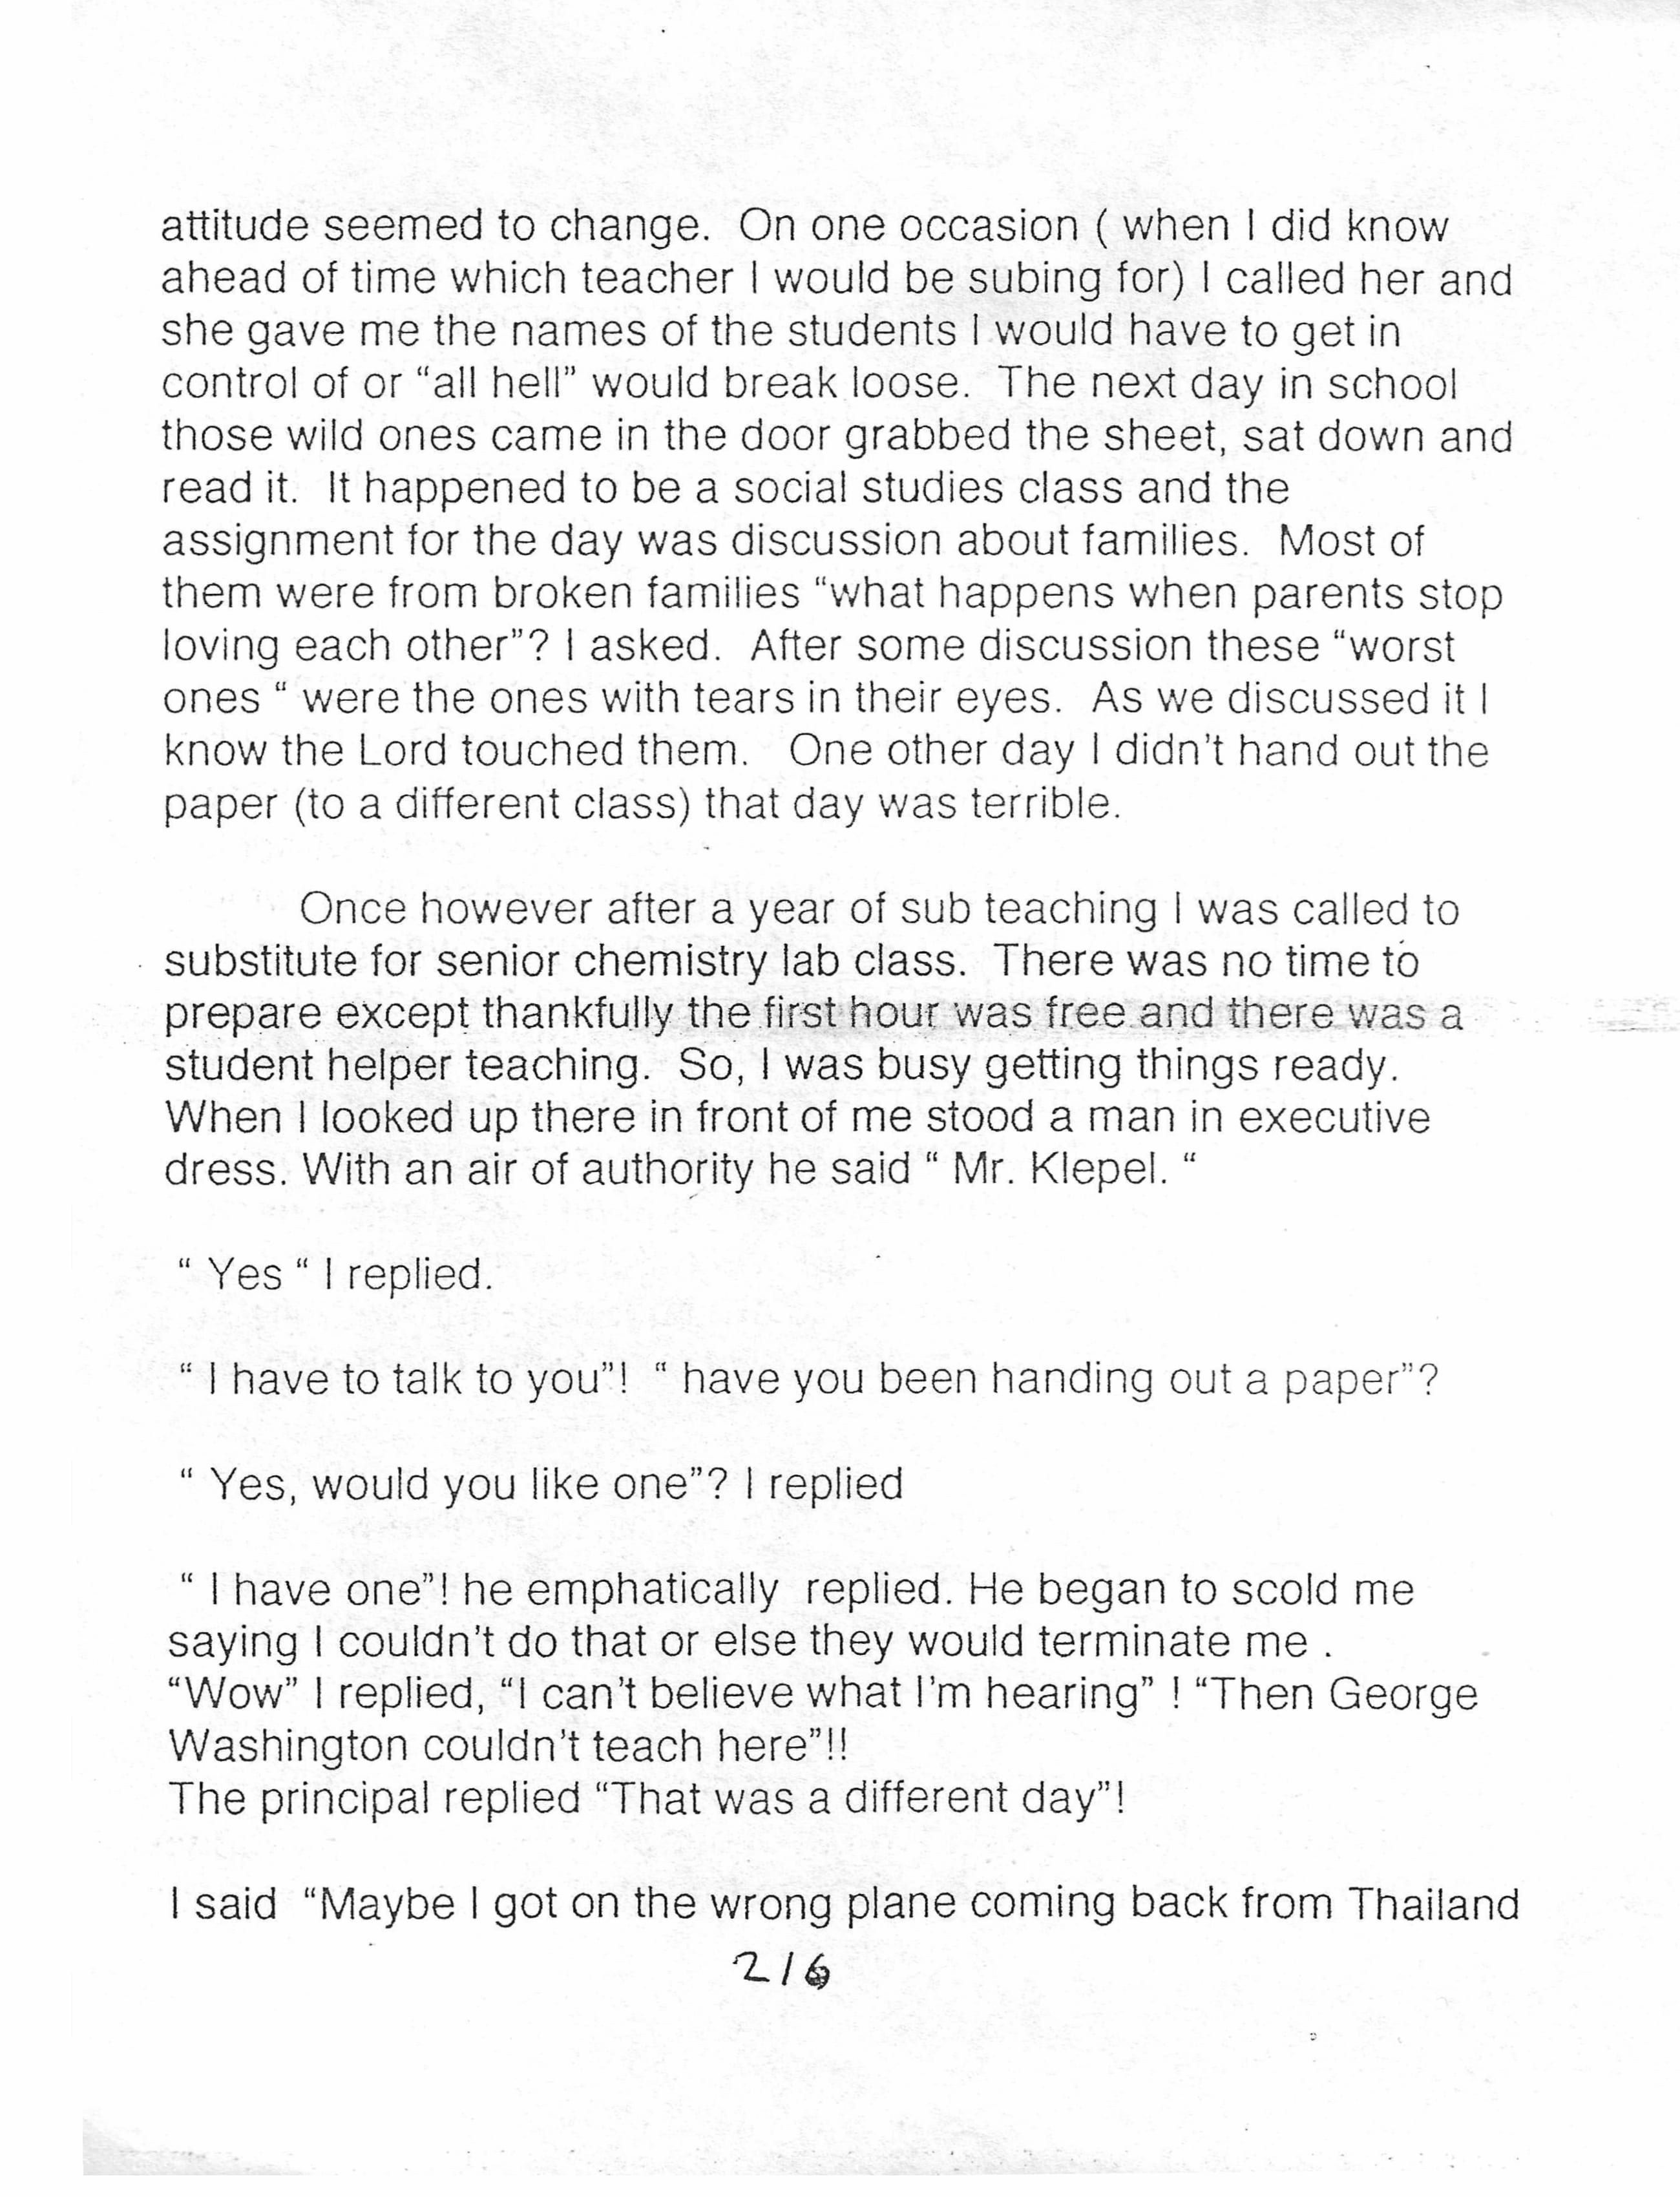 attitude seemed to change.  On one occasion ( when I did know
ahead of time which teacher I would be subing for) I called her and
she gave me the names of the students I would have to get in
control of or “all hell” would break loose.  The next day in school
those wild ones came in the door grabbed the sheet, sat down and
read it.  It happened to be a social studies class and the
assignment for the day was discussion about families.  Most of
them were from broken families “what happens when parents stop
loving each other”? I asked.  After some discussion these “worst
ones “ were the ones with tears in their eyes.  As we discussed it I
know the Lord touched them.   One other day I didn't hand out the
paper (to a different class) that day was terrible.
Once however after a year of sub teaching I was called to
substitute for senior chemistry lab class.  There was no time to
prepare except thankfully the first hour was free and there was a
student helper teaching.  So, I was busy getting things ready.
When I looked up there in front of me stood a man in executive
dress. With an air of authority he said “ Mr. Klepel. “
“ Yes “ I replied.
“ I have to talk to you”!  “ have you been handing out a paper”?
“ Yes, would you like one”? I replied
“ I have one”! he emphatically  replied. He began to scold me
saying I couldn't do that or else they would terminate me .
“Wow” I replied, “I can't believe what I'm hearing” ! “Then George
Washington couldn't teach here”!!
The principal replied “That was a different day”!
I said  “Maybe I got on the wrong plane coming back from Thailand
216